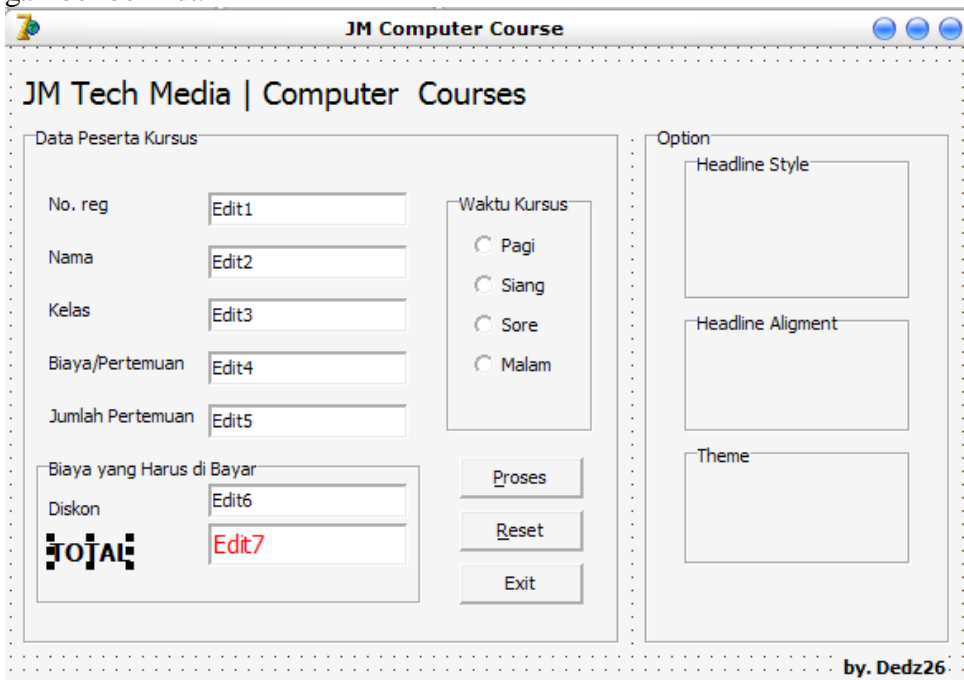 JM Computer Course
JM Tech Media | Computer  Courses
Data Peserta Kursus
No. reg
Edit1
Nama
Edit2
Kelas
Edit3
Biaya/Pertemuan
Edit4
Jumlah Pertemuan
Edit5
Waktu Kursus
Pagi
Siang
Sore
Malam
Biaya yang Harus di Bayar
Diskon
Edit6
TOTAL
Edit7
Proses
Reset
Exit
Option
Headline Style
Headline Aligment
Theme
by. Dedz26